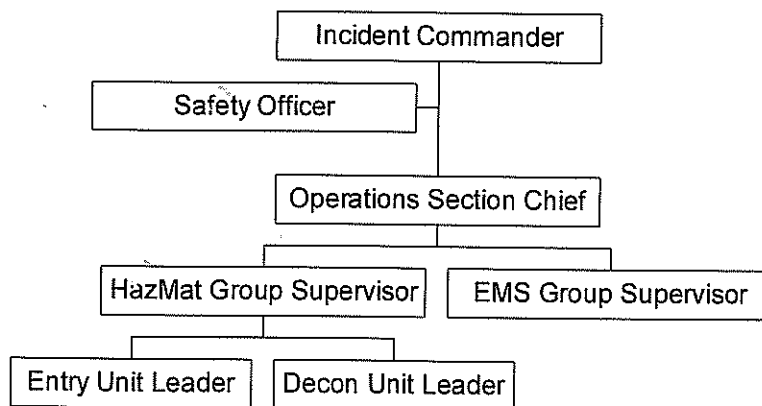 Incident Commander
Safety Officer
Operations Section Chief
HazMat Group Supervisor
EMS Group Supervisor
Entry Unit Leader
Decon Unit Leader